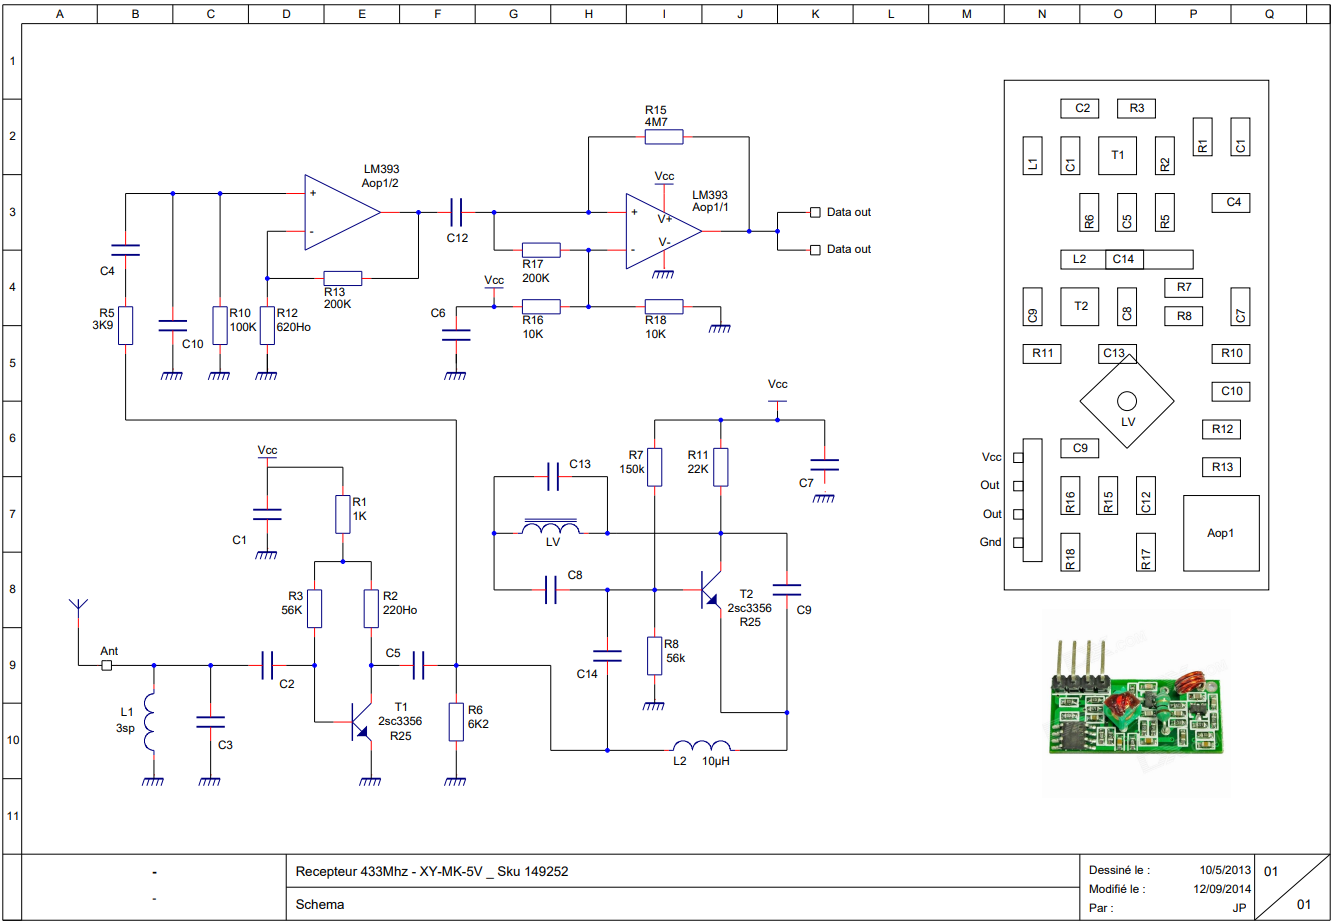 A B C D E F G H I J K L M N O P Q
1
2
3
4
5
6
7
8
9
10
11
R15
4M7
LM393
Aop1/2
+
-
C12
R13
200K
C4
R5
3K9
C10
R10
100K
R12
620Ho
Vcc
LM393
Aop1/1
+
-
V+
V-
Data out
Data out
R17
200K
Vcc
C6
R16
10K
R18
10K
Vcc
C1
R1
1K
R3
56K
R2
220Ho
Ant
L1
3sp
C3
C2
C5
T1
2sc3356
R25
R6
6K2
Vcc
C13
LV
C8
R7
150k
R11
22K
C7
T2
2sc3356
R25
C9
C14
R8
56k
L2 10µH
C2 R3
L1 C1 T1 R2 R1 C1
R6 C5 R5 C4
L2 C14
R7
C9 T2 C8 R8 C7
R11 C13 R10
C10
LV
R12
C9
R13
Vcc
Out
Out
Gnd
R16 R15 C12
R18 R17
Aop1
-
-
Recepteur 433Mhz - XY-MK-5V _ Sku 149252
Schema
Dessiné le : 10/5/2013
Modifié le : 12/09/2014
Par : JP
01
01